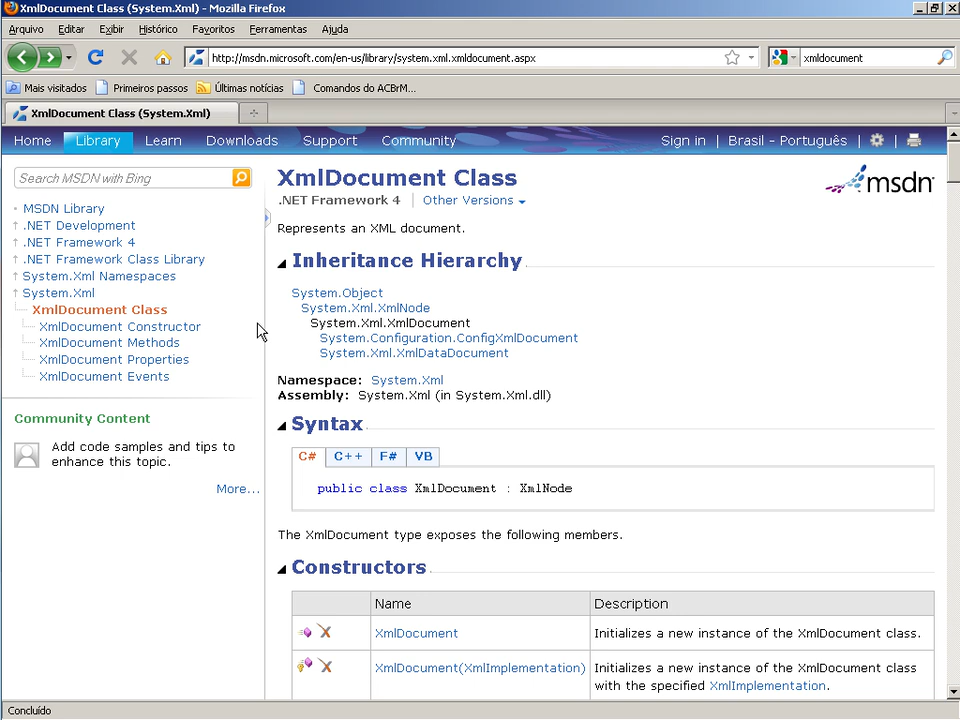 XmlDocument Class (System.Xml) - Mozilla Firefox
Arquivo Editar Exibir Histórico Favoritos Ferramentas Ajuda
http://msdn.microsoft.com/en-us/library/system.xml.xmldocument.aspx
xmldocument
Mais visitados Primeiros passos Últimas notícias Comandos do ACBrM...
XmlDocument Class (System.Xml)
Home Library Learn Downloads Support Community Sign in | Brasil - Português | |
Search MSDN with Bing
MSDN Library
.NET Development
.NET Framework 4
.NET Framework Class Library
System.Xml Namespaces
System.Xml
XmlDocument Class
XmlDocument Constructor
XmlDocument Methods
XmlDocument Properties
XmlDocument Events
Community Content
Add code samples and tips to
enhance this topic.
More...
XmlDocument Class
msdn
.NET Framework 4 | Other Versions
Represents an XML document.
Inheritance Hierarchy
System.Object
System.Xml.XmlNode
System.Xml.XmlDocument
System.Configuration.ConfigXmlDocument
System.Xml.XmlDataDocument
Namespace: System.Xml
Assembly: System.Xml (in System.Xml.dll)
Syntax
C# C++ F# VB
public class XmlDocument : XmlNode
The XmlDocument type exposes the following members.
Constructors
Name Description
XmlDocument Initializes a new instance of the XmlDocument class.
XmlDocument(XmlImplementation) Initializes a new instance of the XmlDocument class
with the specified XmlImplementation.
Concluído